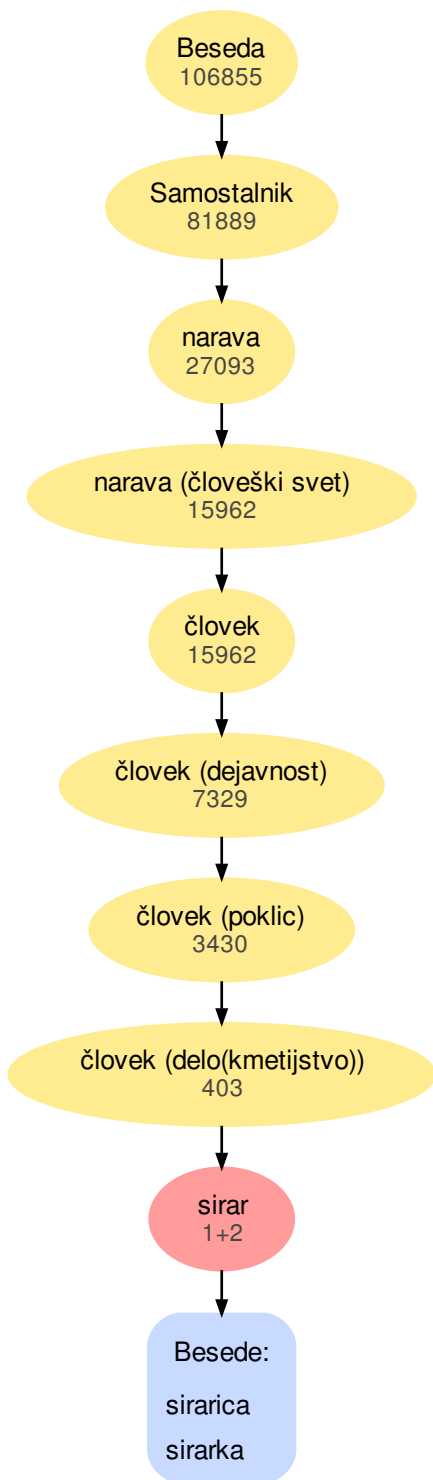 Beseda
106855
Samostalnik
81889
narava
27093
narava (človeški svet)
15962
človek
15962
človek (dejavnost)
7329
človek (poklic)
3430
človek (delo(kmetijstvo))
403
sirar
1+2
Besede:
sirarica
sirarka